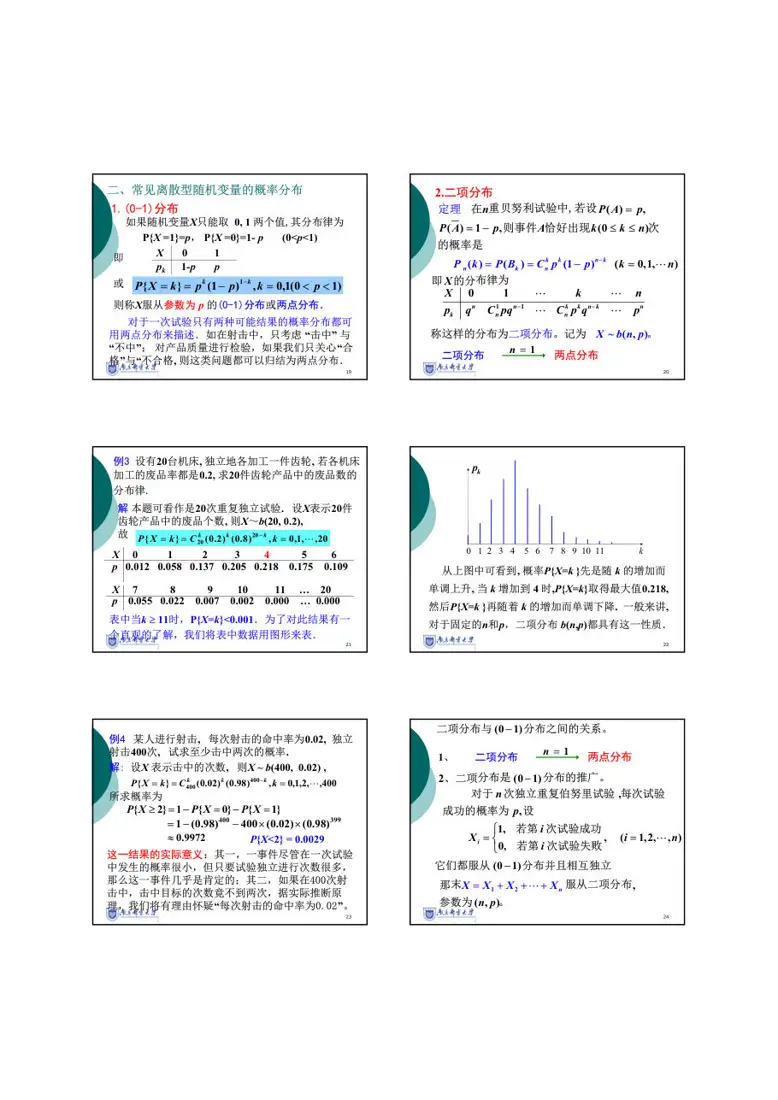 二、常见离散型随机变量的概率分布
1.(0-1)分布
如果随机变量X只能取 0, 1 两个值,其分布律为
P{X =1}=p, P{X =0}=1- p (0<p<1)
即
X 0 1
pk 1-p p
或 P{X = k} = p^k (1 − p)^{1−k}, k = 0,1(0 < p < 1)
则称X服从参数为 p 的(0-1)分布或两点分布.
对于一次试验只有两种可能结果的概率分布都可
用两点分布来描述. 如在射击中, 只考虑 “击中” 与
“不中”; 对产品质量进行检验, 如果我们只关心“合
格”与“不合格, 则这类问题都可以归结为两点分布.
19
2.二项分布
定理 在n重贝努利试验中, 若设 P(A) = p,
P(A̅) = 1 − p, 则事件A恰好出现k(0 ≤ k ≤ n)次
的概率是
P_n(k) = P(B_k) = C_n^k p^k (1 − p)^{n−k} (k = 0,1,⋯ n)
即 X 的分布律为
X 0 1 ⋯ k ⋯ n
p_k q^n C_n^1 pq^{n−1} ⋯ C_n^k p^k q^{n−k} ⋯ p^n
称这样的分布为二项分布。记为 X ~ b(n, p)。
二项分布 n = 1 两点分布
20
例3 设有20台机床, 独立地各加工一件齿轮, 若各机床
加工的废品率都是0.2, 求20件齿轮产品中的废品数的
分布律.
解 本题可看作是20次重复独立试验. 设X表示20件
齿轮产品中的废品个数, 则X~b(20, 0.2),
故 P{X = k} = C_20^k (0.2)^k (0.8)^{20−k}, k = 0,1,⋯,20
X 0 1 2 3 4 5 6
p 0.012 0.058 0.137 0.205 0.218 0.175 0.109
X 7 8 9 10 11 … 20
p 0.055 0.022 0.007 0.002 0.000 … 0.000
表中当k ≥ 11时, P{X=k}<0.001. 为了对此结果有一
个直观的了解, 我们将表中数据用图形来表.
21
p_k
0 1 2 3 4 5 6 7 8 9 10 11 k
从上图中可看到, 概率P{X=k }先是随 k 的增加而
单调上升, 当 k 增加到 4 时,P{X=k}取得最大值0.218,
然后P{X=k }再随着 k 的增加而单调下降. 一般来讲,
对于固定的n和p, 二项分布 b(n,p)都具有这一性质.
22
例4 某人进行射击, 每次射击的命中率为0.02, 独立
射击400次, 试求至少击中两次的概率.
解: 设X 表示击中的次数, 则X ~ b(400, 0.02) ,
P{X = k} = C_400^k (0.02)^k (0.98)^{400−k}, k = 0,1,2,⋯,400
所求概率为
P{X ≥ 2} = 1 − P{X = 0} − P{X = 1}
= 1 − (0.98)^400 − 400 × (0.02) × (0.98)^399
≈ 0.9972 P{X<2} = 0.0029
这一结果的实际意义: 其一, 一事件尽管在一次试验
中发生的概率很小, 但只要试验独立进行次数很多,
那么这一事件几乎是肯定的; 其二, 如果在400次射
击中, 击中目标的次数竟不到两次, 据实际推断原
理, 我们将有理由怀疑“每次射击的命中率为0.02”。
23
二项分布与 (0 − 1)分布之间的关系。
1、 二项分布 n = 1 两点分布
2、二项分布是 (0 − 1) 分布的推广。
对于 n 次独立重复伯努里试验 ,每次试验
成功的概率为 p, 设
X_i = { 1, 若第 i 次试验成功
0, 若第 i 次试验失败 , (i = 1,2,⋯,n)
它们都服从 (0 − 1)分布并且相互独立
那末X = X_1 + X_2 + ⋯ + X_n 服从二项分布,
参数为 (n, p)。
24